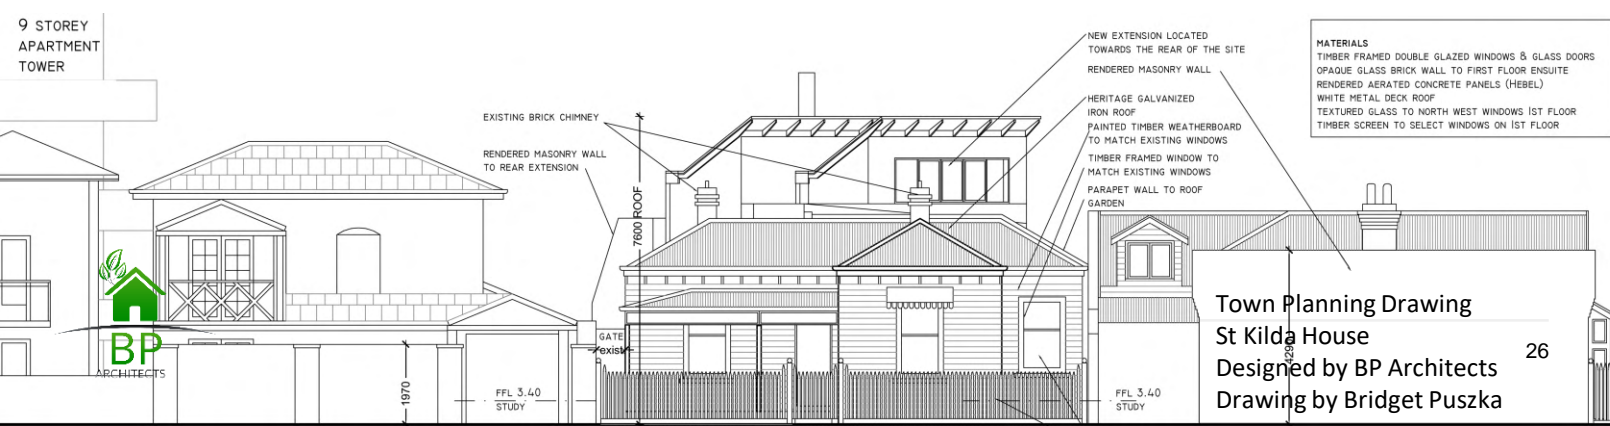 9 STOREY
APARTMENT
TOWER
EXISTING BRICK CHIMNEY
RENDERED MASONRY WALL
TO REAR EXTENSION
7600 ROOF
NEW EXTENSION LOCATED
TOWARDS THE REAR OF THE SITE
RENDERED MASONRY WALL
HERITAGE GALVANIZED
IRON ROOF
PAINTED TIMBER WEATHERBOARD
TO MATCH EXISTING WINDOWS
TIMBER FRAMED WINDOW TO
MATCH EXISTING WINDOWS
PARAPET WALL TO ROOF
GARDEN
MATERIALS
TIMBER FRAMED DOUBLE GLAZED WINDOWS & GLASS DOORS
OPAQUE GLASS BRICK WALL TO FIRST FLOOR ENSUITE
RENDERED AERATED CONCRETE PANELS (HEBEL)
WHITE METAL DECK ROOF
TEXTURED GLASS TO NORTH WEST WINDOWS 1ST FLOOR
TIMBER SCREEN TO SELECT WINDOWS ON 1ST FLOOR
BP
ARCHITECTS
1970
GATE
exist
FFL 3.40
STUDY
FFL 3.40
STUDY
Town Planning Drawing
St Kilda House
Designed by BP Architects
Drawing by Bridget Puszka
26